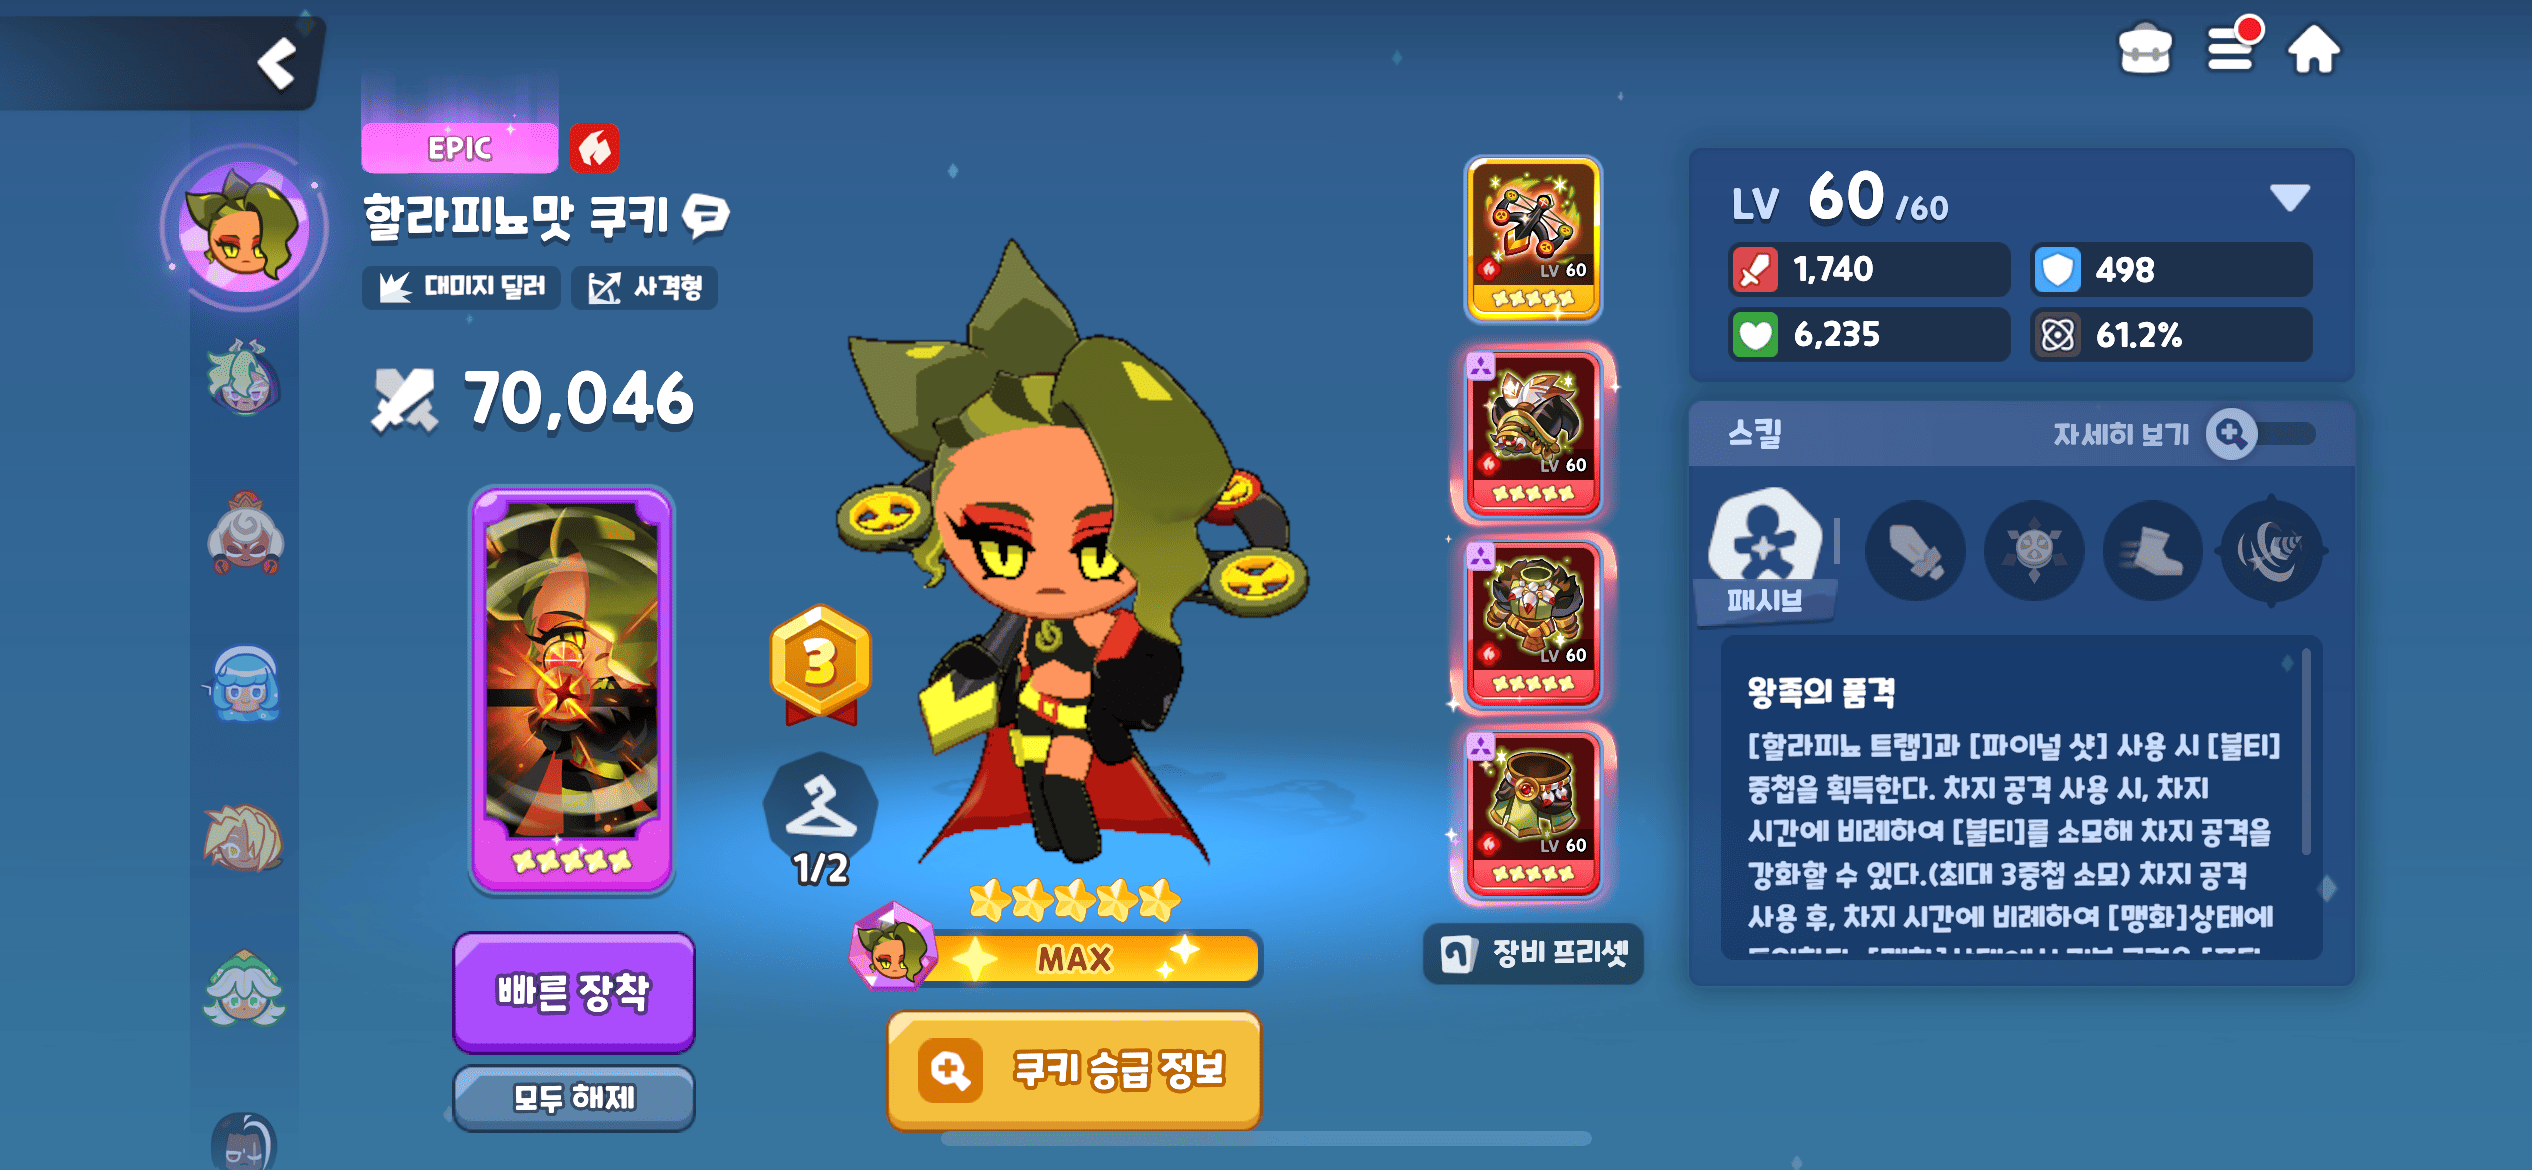 EPIC
할라피뇨맛 쿠키
대미지 딜러
사격형
70,046
3
1/2
MAX
빠른 장착
모두 해제
쿠키 승급 정보
LV 60
LV 60
LV 60
LV 60
장비 프리셋
LV 60 /60
1,740
498
6,235
61.2%
스킬
자세히 보기
패시브
왕족의 품격
[할라피뇨 트랩]과 [파이널 샷] 사용 시 [불티]
중첩을 획득한다. 차지 공격 사용 시, 차지
시간에 비례하여 [불티]를 소모해 차지 공격을
강화할 수 있다.(최대 3중첩 소모) 차지 공격
사용 후, 차지 시간에 비례하여 [맹화]상태에